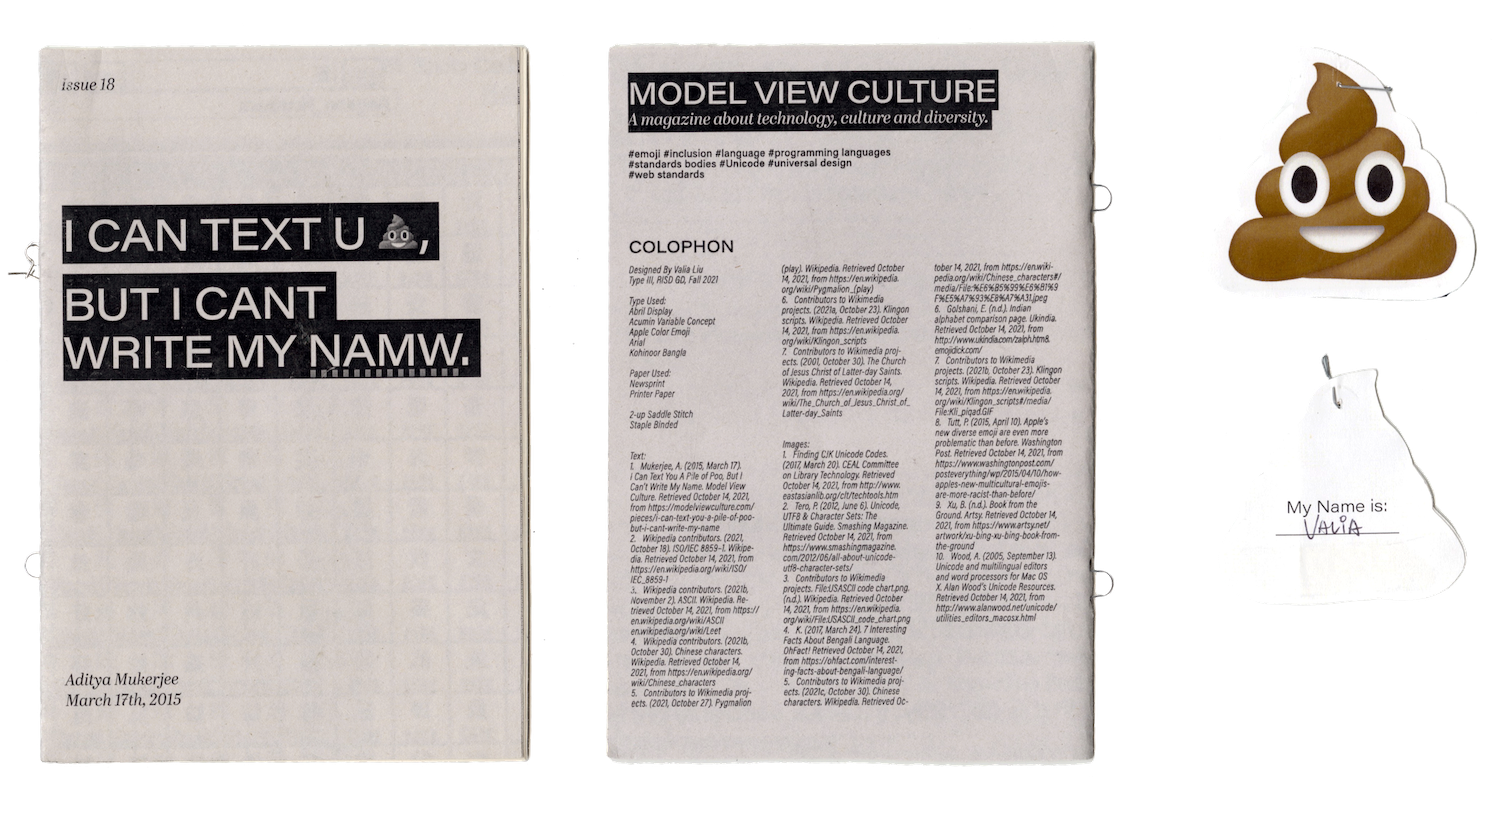 issue 18
I CAN TEXT U 💩,
BUT I CANT
WRITE MY NAMW.
Aditya Mukerjee
March 17th, 2015
MODEL VIEW CULTURE
A magazine about technology, culture and diversity.
#emoji #inclusion #language #programming languages
#standards bodies #Unicode #universal design
#web standards
COLOPHON
Designed By Valia Liu
Type III, RISD GD, Fall 2021
Type Used:
Abril Display
Acumin Variable Concept
Apple Color Emoji
Arial
Kohinoor Bangla
Paper Used:
Newsprint
Printer Paper
2-up Saddle Stitch
Staple Binded
Text:
1. Mukerjee, A. (2015, March 17).
I Can Text You A Pile of Poo, But I
Can't Write My Name. Model View
Culture. Retrieved October 14, 2021,
from https://modelviewculture.com/
pieces/i-can-text-you-a-pile-of-poo-
but-i-cant-write-my-name
2. Wikipedia contributors. (2021,
October 18). ISO/IEC 8859-1. Wikipe-
dia. Retrieved October 14, 2021, from
https://en.wikipedia.org/wiki/ISO/
IEC_8859-1
3. Wikipedia contributors. (2021b,
November 2). ASCII. Wikipedia. Re-
trieved October 14, 2021, from https://
en.wikipedia.org/wiki/ASCII
en.wikipedia.org/wiki/Leet
4. Wikipedia contributors. (2021b,
October 30). Chinese characters.
Wikipedia. Retrieved October 14,
2021, from https://en.wikipedia.org/
wiki/Chinese_characters
5. Contributors to Wikimedia proj-
ects. (2021, October 27). Pygmalion
(play). Wikipedia. Retrieved October
14, 2021, from https://en.wikipedia.
org/wiki/Pygmalion_(play)
6. Contributors to Wikimedia
projects. (2021a, October 23). Klingon
scripts. Wikipedia. Retrieved October
14, 2021, from https://en.wikipedia.
org/wiki/Klingon_scripts
7. Contributors to Wikimedia proj-
ects. (2001, October 30). The Church
of Jesus Christ of Latter-day Saints.
Wikipedia. Retrieved October 14,
2021, from https://en.wikipedia.org/
wiki/The_Church_of_Jesus_Christ_of_
Latter-day_Saints
Images:
1. Finding CJK Unicode Codes.
(2017, March 20). CEAL Committee
on Library Technology. Retrieved
October 14, 2021, from http://www.
eastasianlib.org/clt/techtools.htm
2. Tero, P. (2012, June 6). Unicode,
UTF8 & Character Sets: The
Ultimate Guide. Smashing Magazine.
Retrieved October 14, 2021, from
https://www.smashingmagazine.
com/2012/06/all-about-unicode-
utf8-character-sets/
3. Contributors to Wikimedia
projects. File:USASCII code chart.png.
(n.d.). Wikipedia. Retrieved October
14, 2021, from https://en.wikipedia.
org/wiki/File:USASCII_code_chart.png
4. K. (2017, March 24). 7 Interesting
Facts About Bengali Language.
OhFact! Retrieved October 14, 2021,
from https://ohfact.com/interest-
ing-facts-about-bengali-language/
5. Contributors to Wikimedia proj-
ects. (2021c, October 30). Chinese
characters. Wikipedia. Retrieved Oc-
tober 14, 2021, from https://en.wiki-
pedia.org/wiki/Chinese_characters#/
media/File:%E6%B5%99%E6%B1%9
F%E5%A7%93%E8%A7%A31.jpeg
6. Golshani, E. (n.d.). Indian
alphabet comparison page. Ukindia.
Retrieved October 14, 2021, from
http://www.ukindia.com/zalph.htm&
emojidick.com/
7. Contributors to Wikimedia
projects. (2021b, October 23). Klingon
scripts. Wikipedia. Retrieved October
14, 2021, from https://en.wikipedia.
org/wiki/Klingon_scripts#/media/
File:Kli_piqad.GIF
8. Tutt, P. (2015, April 10). Apple's
new diverse emoji are even more
problematic than before. Washington
Post. Retrieved October 14, 2021, from
https://www.washingtonpost.com/
posteverything/wp/2015/04/10/how-
apples-new-multicultural-emojis-
are-more-racist-than-before/
9. Xu, B. (n.d.). Book from the
Ground. Artsy. Retrieved October 14,
2021, from https://www.artsy.net/
artwork/xu-bing-xu-bing-book-from-
the-ground
10. Wood, A. (2005, September 13).
Unicode and multilingual editors
and word processors for Mac OS
X. Alan Wood's Unicode Resources.
Retrieved October 14, 2021, from
http://www.alanwood.net/unicode/
utilities_editors_macosx.html
My Name is:
VALIA